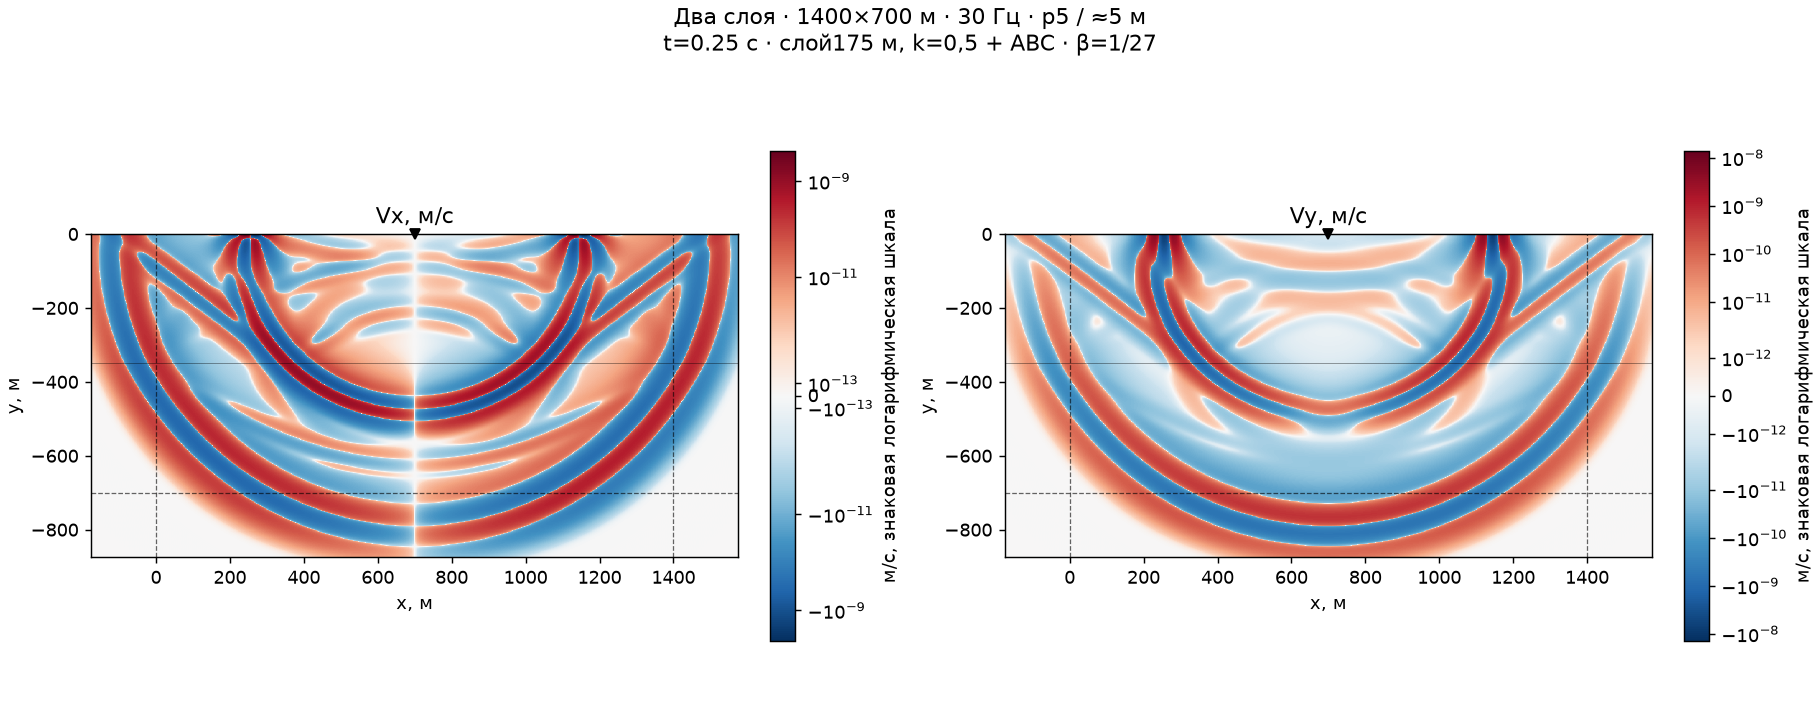 Два слоя · 1400×700 м · 30 Гц · p5 / ≈5 м
t=0.25 с · слой175 м, k=0,5 + ABC · β=1/27
Vx, м/с
y, м
0
−200
−400
−600
−800
0 200 400 600 800 1000 1200 1400
x, м
10⁻⁹
10⁻¹¹
10⁻¹³
0
−10⁻¹³
−10⁻¹¹
−10⁻⁹
м/с, знаковая логарифмическая шкала
Vy, м/с
y, м
0
−200
−400
−600
−800
0 200 400 600 800 1000 1200 1400
x, м
10⁻⁸
10⁻⁹
10⁻¹⁰
10⁻¹¹
10⁻¹²
0
−10⁻¹²
−10⁻¹¹
−10⁻¹⁰
−10⁻⁹
−10⁻⁸
м/с, знаковая логарифмическая шкала